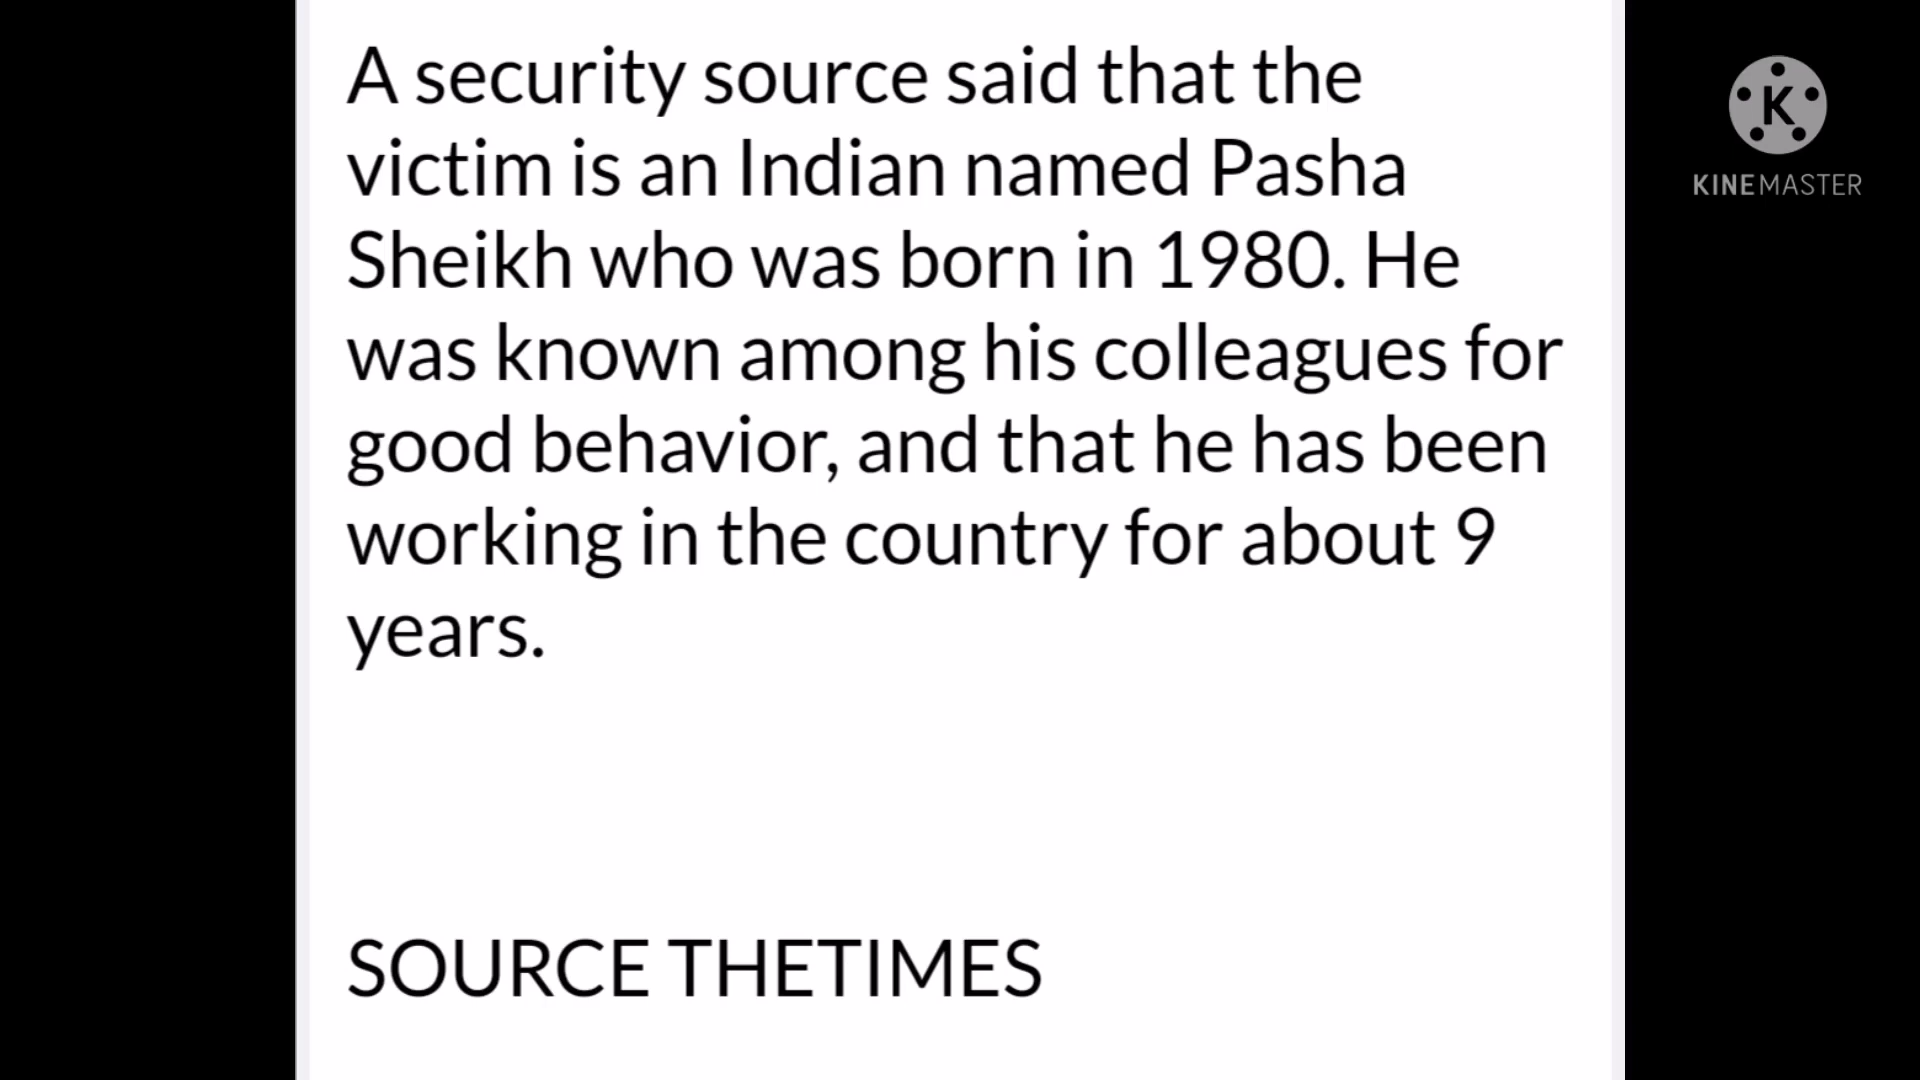 A security source said that the
victim is an Indian named Pasha
Sheikh who was born in 1980. He
was known among his colleagues for
good behavior, and that he has been
working in the country for about 9
years.
SOURCE THETIMES
K
KINEMASTER